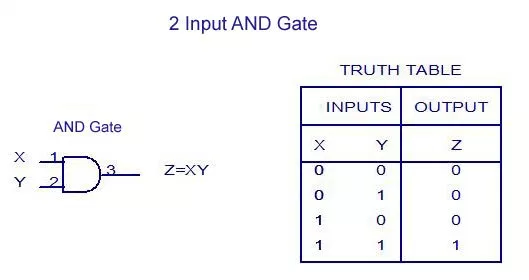 2 Input AND Gate
AND Gate
X 1
Y 2
3
Z=XY
TRUTH TABLE
INPUTS OUTPUT
X Y Z
0 0 0
0 1 0
1 0 0
1 1 1